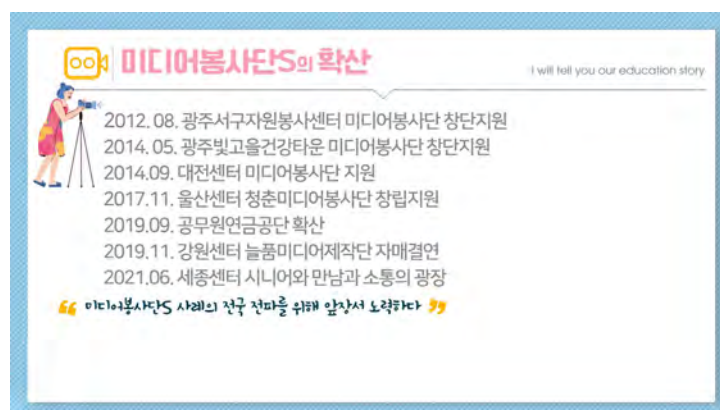 미디어봉사단S의 확산
I will tell you our education story
2012. 08. 광주서구자원봉사센터 미디어봉사단 창단지원
2014. 05. 광주빛고을건강타운 미디어봉사단 창단지원
2014.09. 대전센터 미디어봉사단 지원
2017.11. 울산센터 청춘미디어봉사단 창립지원
2019.09. 공무원연금공단 확산
2019.11. 강원센터 늘품미디어제작단 자매결연
2021.06. 세종센터 시니어와 만남과 소통의 광장
“ 미디어봉사단S 사례의 전국 전파를 위해 앞장서 노력하다 ”